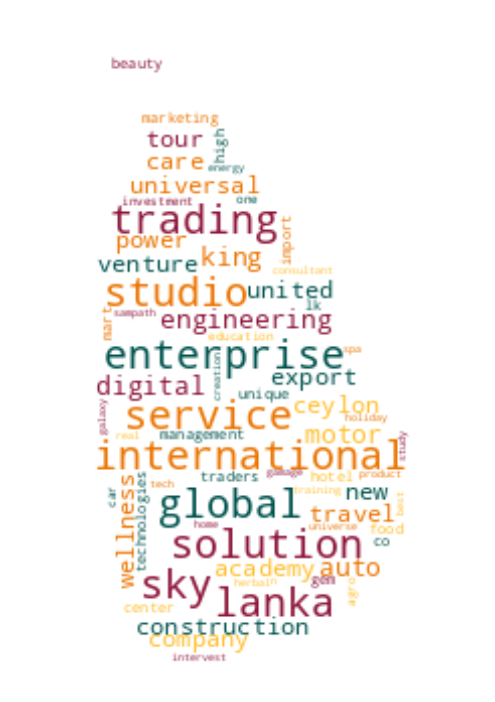 beauty
marketing
tour
high
care
energy
universal
investment
one
trading
import
power
king
venture
consultant
studio
united
lk
sampath
mart
engineering
education
enterprise
spa
creation
digital
export
unique
ceylon
galaxy
service
holiday
real
management
motor
study
international
traders
gamage
hotel
product
car
wellness
technologies
tech
global
training
new
best
travel
home
universe
food
solution
co
academy
auto
sky
herbal
gem
agro
lanka
center
construction
company
intervest